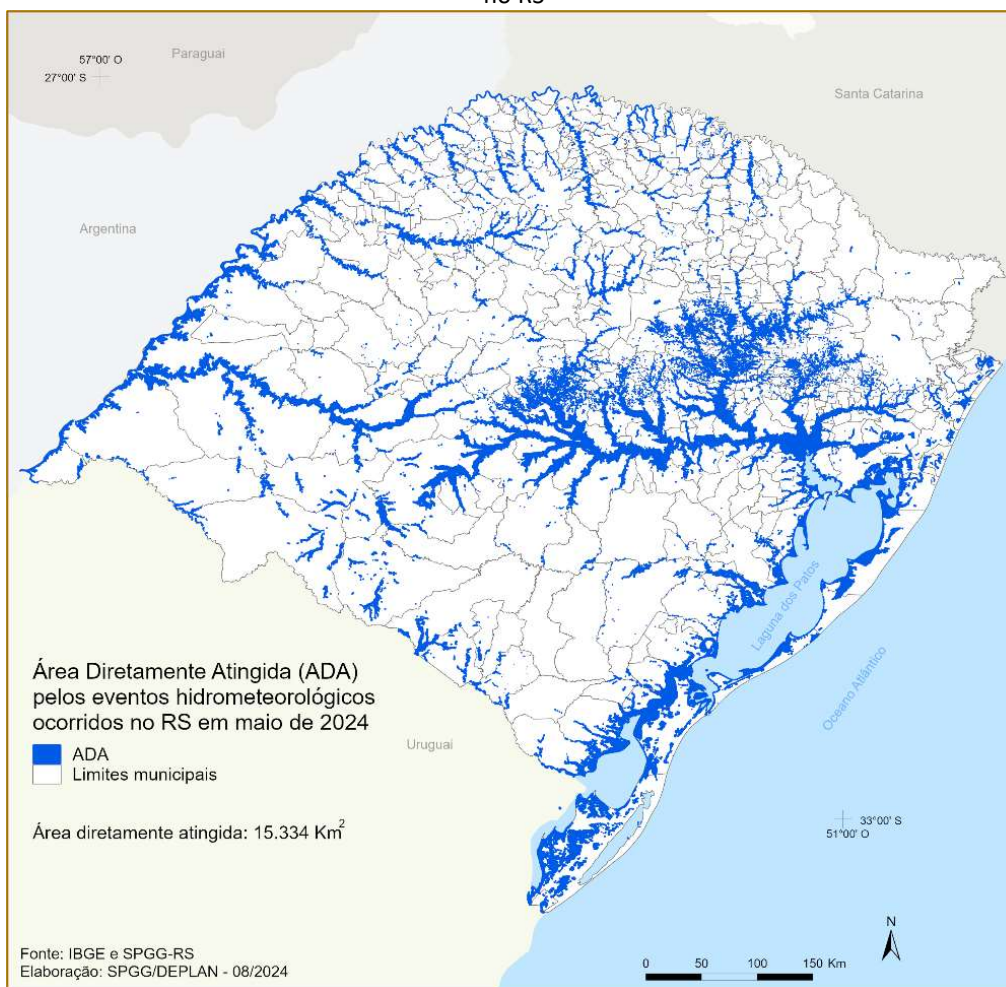 no RS
57°00' O
Paraguai
27°00' S
Santa Catarina
Argentina
Laguna dos Patos
Oceano Atlântico
Área Diretamente Atingida (ADA)
pelos eventos hidrometeorológicos
ocorridos no RS em maio de 2024
Uruguai
ADA
Limites municipais
33°00' S
51°00' O
Área diretamente atingida: 15.334 Km²
N
Fonte: IBGE e SPGG-RS
Elaboração: SPGG/DEPLAN - 08/2024
0 50 100 150 Km